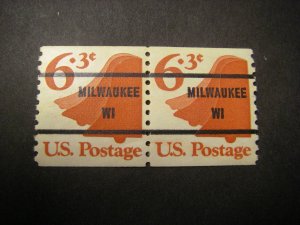 6.3¢ 6.3¢
MILWAUKEE MILWAUKEE
WI WI
U.S. Postage U.S. Postage